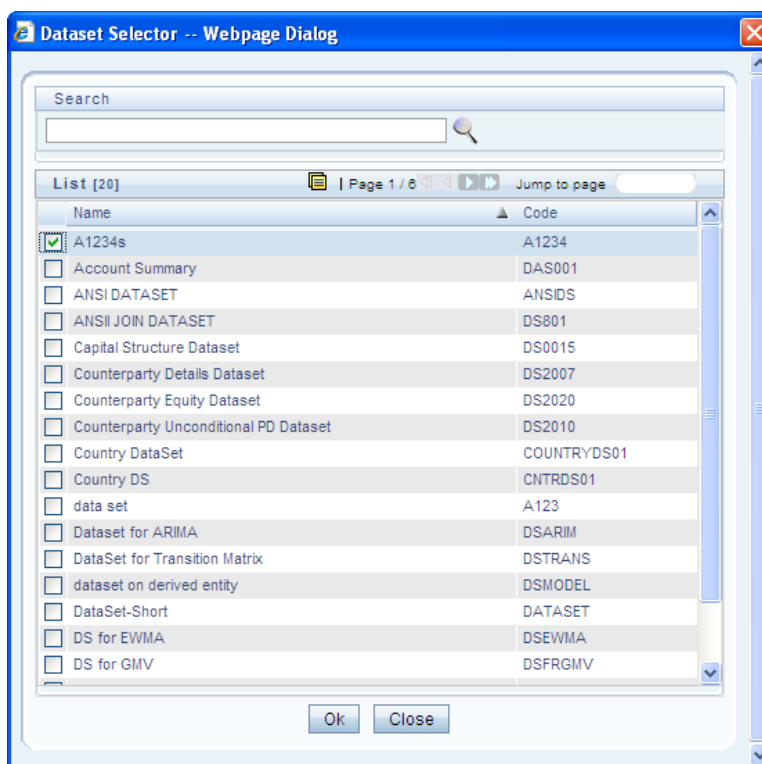 Dataset Selector -- Webpage Dialog
Search
List [20] | Page 1 / 6 Jump to page
Name Code
A1234s A1234
Account Summary DAS001
ANSI DATASET ANSIDS
ANSII JOIN DATASET DS801
Capital Structure Dataset DS0015
Counterparty Details Dataset DS2007
Counterparty Equity Dataset DS2020
Counterparty Unconditional PD Dataset DS2010
Country DataSet COUNTRYDS01
Country DS CNTRDS01
data set A123
Dataset for ARIMA DSARIM
DataSet for Transition Matrix DSTRANS
dataset on derived entity DSMODEL
DataSet-Short DATASET
DS for EWMA DSEWMA
DS for GMV DSFRGMV
Ok Close